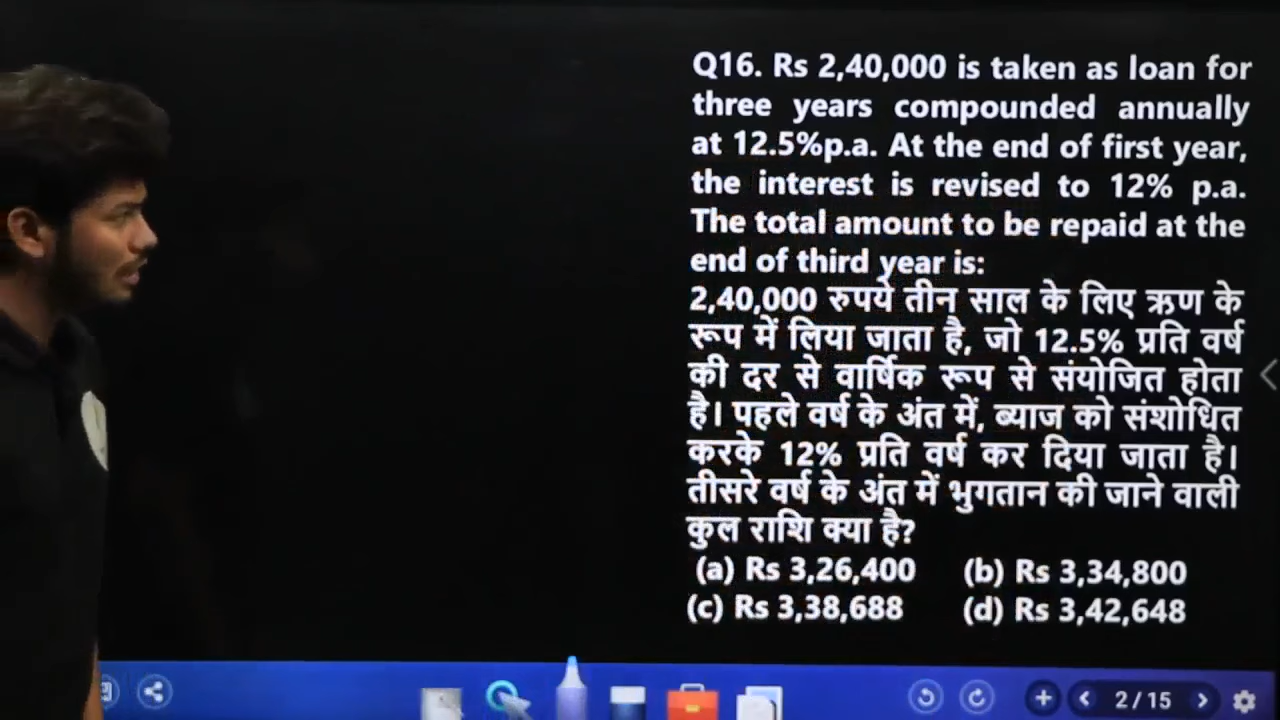 Q16. Rs 2,40,000 is taken as loan for
three years compounded annually
at 12.5%p.a. At the end of first year,
the interest is revised to 12% p.a.
The total amount to be repaid at the
end of third year is:
2,40,000 रुपये तीन साल के लिए ऋण के
रूप में लिया जाता है, जो 12.5% प्रति वर्ष
की दर से वार्षिक रूप से संयोजित होता
है। पहले वर्ष के अंत में, ब्याज को संशोधित
करके 12% प्रति वर्ष कर दिया जाता है।
तीसरे वर्ष के अंत में भुगतान की जाने वाली
कुल राशि क्या है?
(a) Rs 3,26,400 (b) Rs 3,34,800
(c) Rs 3,38,688 (d) Rs 3,42,648
2 / 15